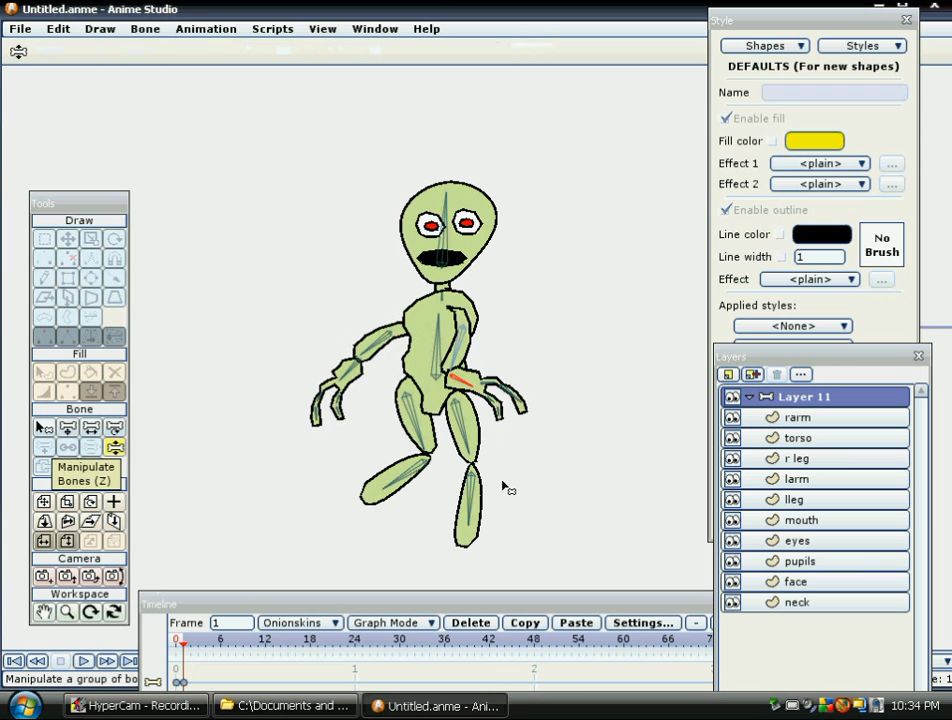 Untitled.anme - Anime Studio
File Edit Draw Bone Animation Scripts View Window Help
Style
Shapes Styles
DEFAULTS (For new shapes)
Name
Enable fill
Fill color
Effect 1 <plain> ...
Effect 2 <plain> ...
Enable outline
Line color
No Brush
Line width 1
Effect <plain> ...
Applied styles:
<None>
Tools
Draw
Fill
Bone
Manipulate
Bones (Z)
Camera
Workspace
Layers
...
Layer 11
rarm
torso
r leg
larm
lleg
mouth
eyes
pupils
face
neck
Timeline
Frame 1 Onionskins Graph Mode Delete Copy Paste Settings... -
0 6 12 18 24 30 36 42 48 54 60 66
0 1 2
Manipulate a group of bo
HyperCam - Recordi... C:\Documents and ... Untitled.anme - Ani... 10:34 PM